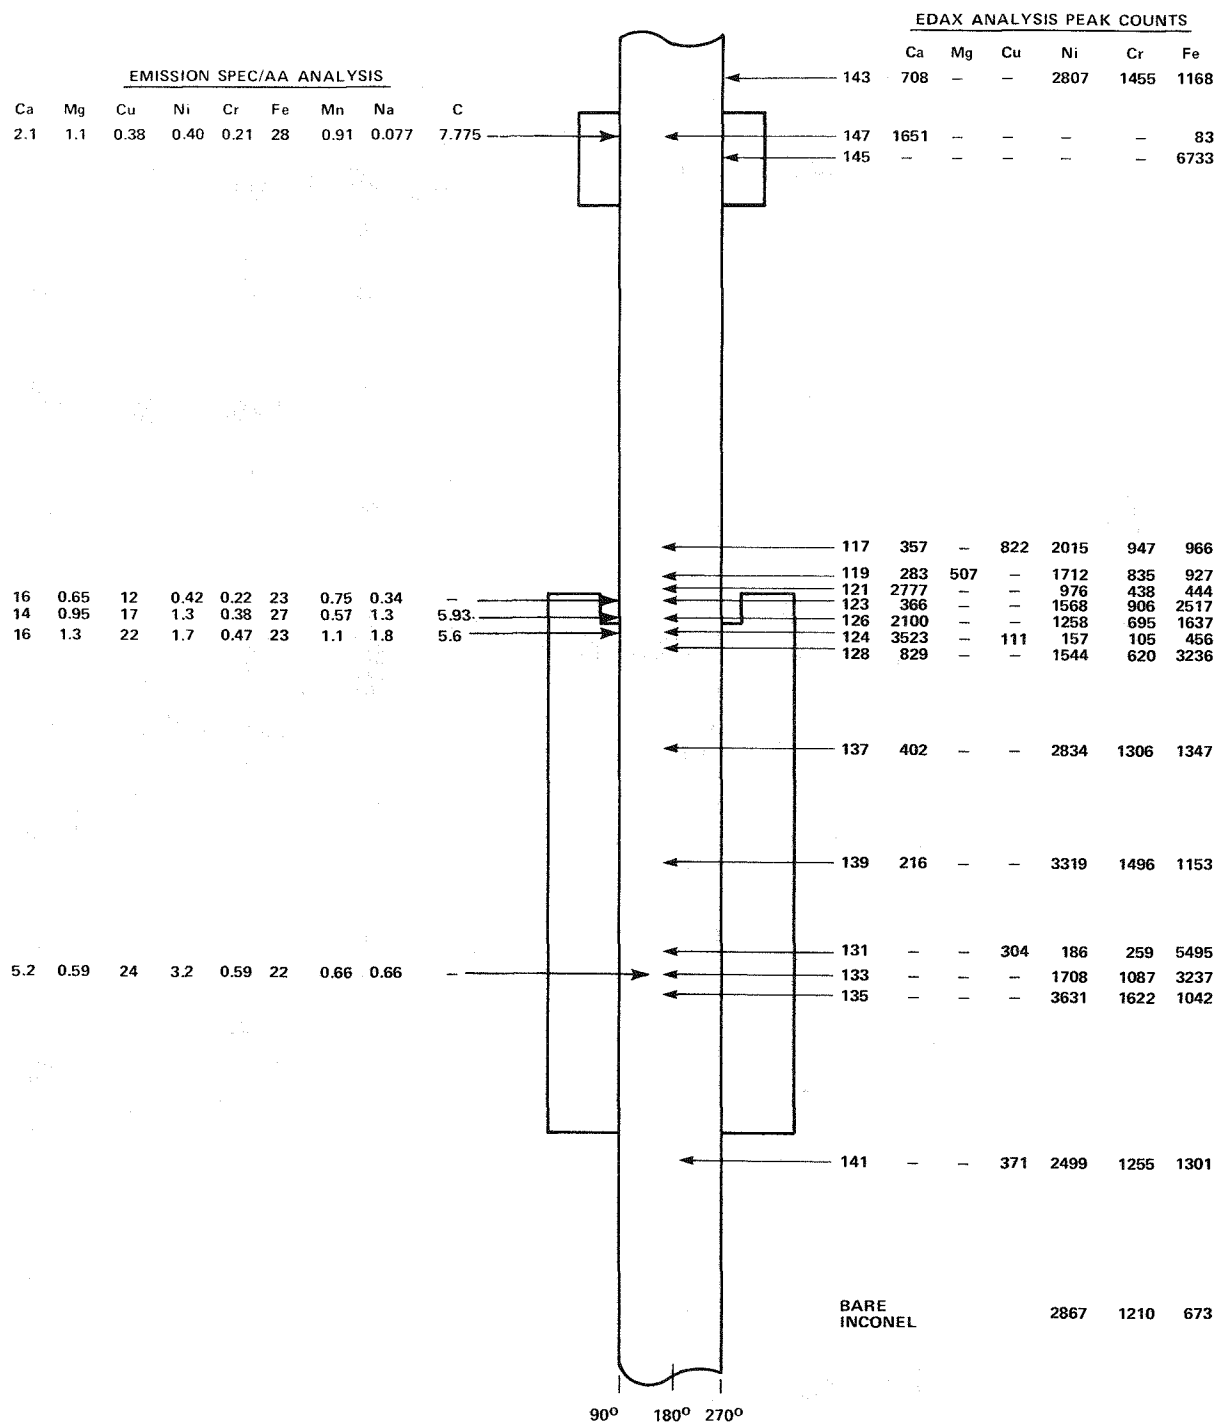 EDAX ANALYSIS PEAK COUNTS
Ca Mg Cu Ni Cr Fe
143 708 – – 2807 1455 1168
EMISSION SPEC/AA ANALYSIS
Ca Mg Cu Ni Cr Fe Mn Na C
2.1 1.1 0.38 0.40 0.21 28 0.91 0.077 7.775
147 1651 – – – – 83
145 – – – – – 6733
117 357 – 822 2015 947 966
119 283 507 – 1712 835 927
121 2777 – – 976 438 444
16 0.65 12 0.42 0.22 23 0.75 0.34 –
123 366 – – 1568 906 2517
14 0.95 17 1.3 0.38 27 0.57 1.3 5.93
126 2100 – – 1258 695 1637
16 1.3 22 1.7 0.47 23 1.1 1.8 5.6
124 3523 – 111 157 105 456
128 829 – – 1544 620 3236
137 402 – – 2834 1306 1347
139 216 – – 3319 1496 1153
131 – – 304 186 259 5495
5.2 0.59 24 3.2 0.59 22 0.66 0.66 –
133 – – – 1708 1087 3237
135 – – – 3631 1622 1042
141 – – 371 2499 1255 1301
BARE
INCONEL 2867 1210 673
90º 180º 270º